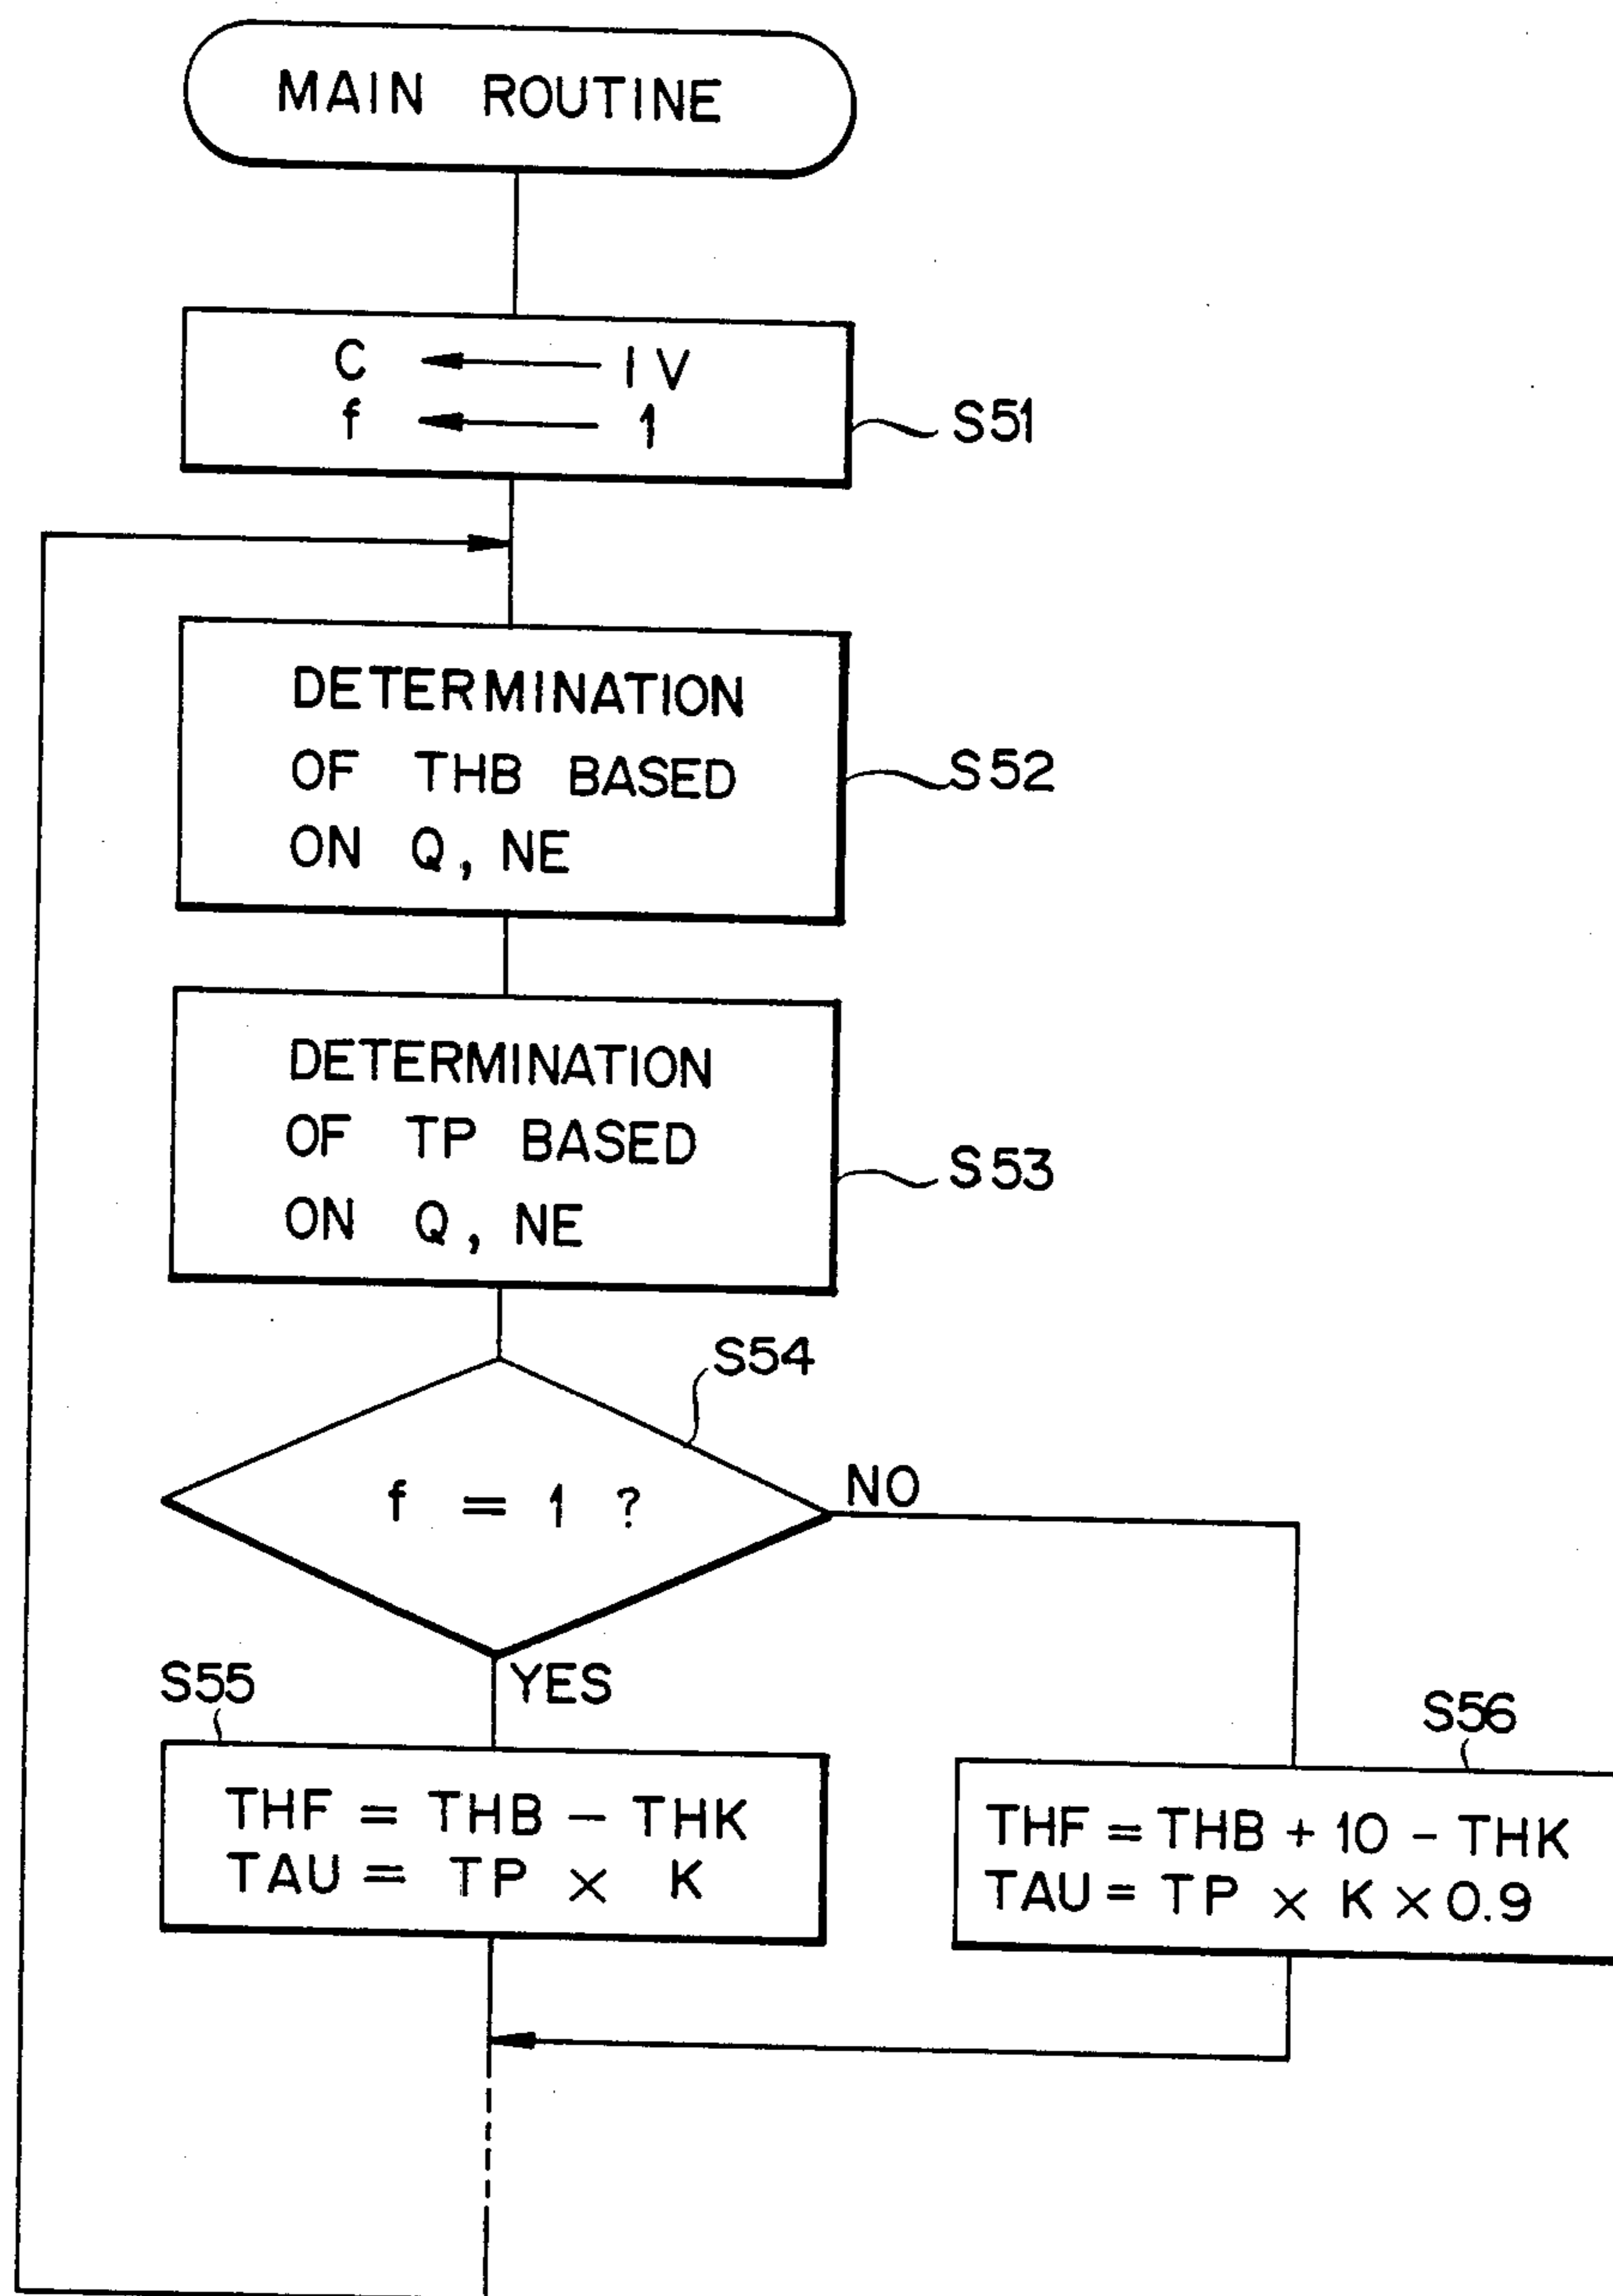 MAIN ROUTINE
C ← IV
f ← 1
S51
DETERMINATION
OF THB BASED
ON Q, NE
S52
DETERMINATION
OF TP BASED
ON Q, NE
S53
S54
f = 1 ?
NO
YES
S55
THF = THB - THK
TAU = TP × K
S56
THF = THB + 10 - THK
TAU = TP × K × 0.9